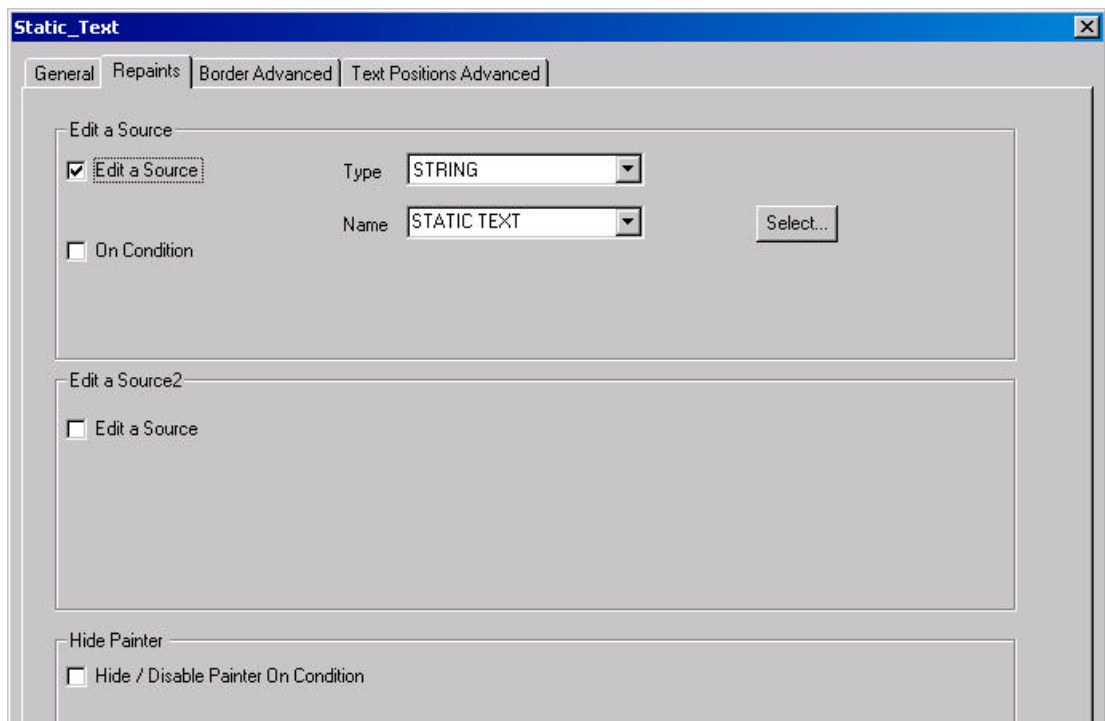 Static_Text
General Repaints Border Advanced Text Positions Advanced
Edit a Source
Edit a Source Type STRING
Name STATIC TEXT Select...
On Condition
Edit a Source2
Edit a Source
Hide Painter
Hide / Disable Painter On Condition